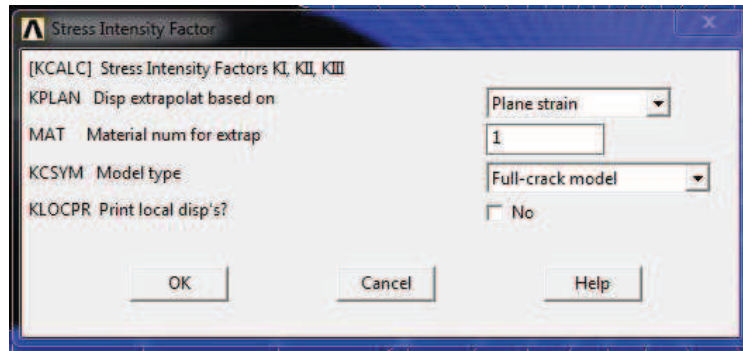 Stress Intensity Factor
[KCALC] Stress Intensity Factors KI, KII, KIII
KPLAN Disp extrapolat based on Plane strain
MAT Material num for extrap 1
KCSYM Model type Full-crack model
KLOCPR Print local disp's? No
OK Cancel Help